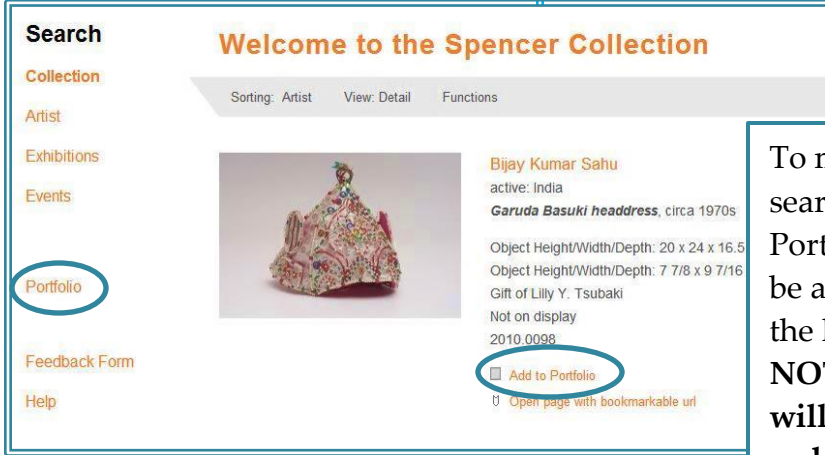 Search
Collection
Artist
Exhibitions
Events
Portfolio
Feedback Form
Help
Welcome to the Spencer Collection
Sorting: Artist View: Detail Functions
Bijay Kumar Sahu
active: India
Garuda Basuki headdress, circa 1970s
Object Height/Width/Depth: 20 x 24 x 16.5
Object Height/Width/Depth: 7 7/8 x 9 7/16
Gift of Lilly Y. Tsubaki
Not on display
2010.0098
Add to Portfolio
Open page with bookmarkable url
To
sear
Port
be a
the
NOT
will